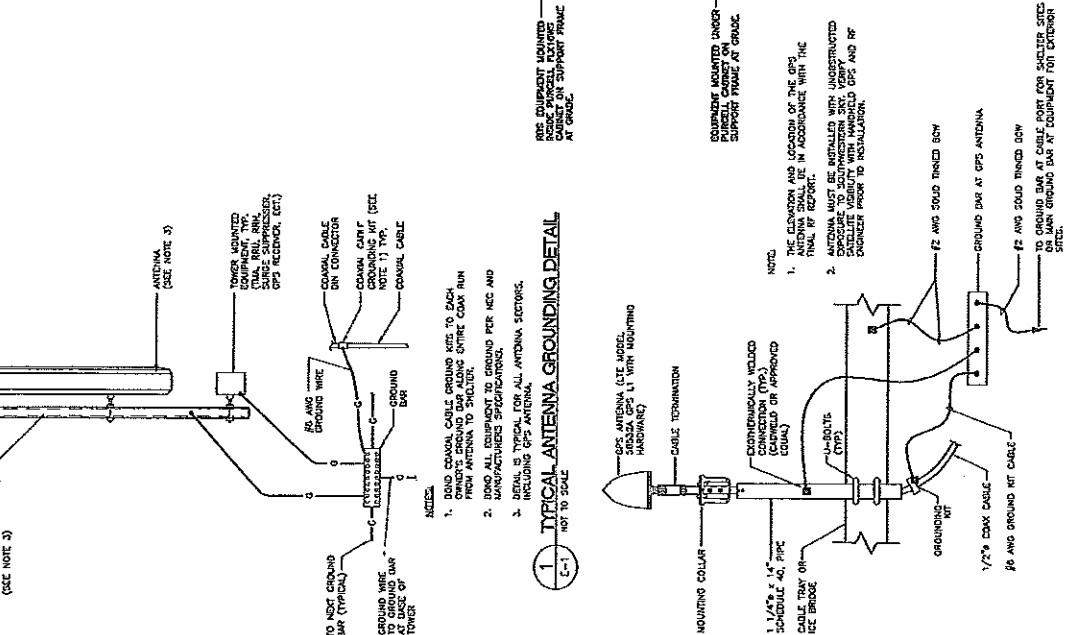 (SEE NOTE 3)
ANTENNA
(SEE NOTE 3)
TOWER MOUNTED
EQUIPMENT, TYP.
(TMA, RRU, RRH,
SURGE SUPPRESSER,
GPS RECEIVER, ECT.)
#6 AWG
GROUND WIRE
COAXIAL CABLE
DIN CONNECTOR
COAXIAL CABLE
GROUNDING KIT (SEE
NOTE 1) TYP.
COAXIAL CABLE
GROUND
BAR
TO NEXT GROUND
BAR (TYPICAL)
GROUND WIRE
TO GROUND BAR
AT BASE OF
TOWER
G
G
G
G
C
C
NOTES:
1. BOND COAXIAL CABLE GROUND KITS TO EACH
OWNER'S GROUND BAR ALONG ENTIRE COAX RUN
FROM ANTENNA TO SHELTER.
2. BOND ALL EQUIPMENT TO GROUND PER NEC AND
MANUFACTURERS SPECIFICATIONS.
3. DETAIL IS TYPICAL FOR ALL ANTENNA SECTORS,
INCLUDING GPS ANTENNA.
1
E-1
TYPICAL ANTENNA GROUNDING DETAIL
NOT TO SCALE
RBS EQUIPMENT MOUNTED
INSIDE PURCELL
CABINET ON SUPPORT FRAME
AT GRADE.
EQUIPMENT MOUNTED UNDER
PURCELL CABINET ON
SUPPORT FRAME AT GRADE.
GPS ANTENNA (LTE MODEL
GPS L1 WITH MOUNTING
HARDWARE)
CABLE TERMINATION
MOUNTING COLLAR
EXOTHERMICALLY WELDED
CONNECTION (TYP.)
(CADWELD OR APPROVED
EQUAL)
1 1/4"ø x 14"
SCHEDULE 40, PIPE
U-BOLTS
(TYP)
CABLE TRAY OR
ICE BRIDGE
GROUNDING
KIT
1/2"ø COAX CABLE
#6 AWG GROUND KIT CABLE
NOTE:
1. THE ELEVATION AND LOCATION OF THE GPS
ANTENNA SHALL BE IN ACCORDANCE WITH THE
FINAL RF REPORT.
2. ANTENNA MUST BE INSTALLED WITH UNOBSTRUCTED
EXPOSURE TO SOUTHWESTERN SKY. VERIFY
SATELLITE VISIBILITY WITH HANDHELD GPS AND RF
ENGINEER PRIOR TO INSTALLATION.
#2 AWG SOLID TINNED BCW
GROUND BAR AT GPS ANTENNA
#2 AWG SOLID TINNED BCW
TO GROUND BAR AT CABLE PORT FOR SHELTER SITES
OR MAIN GROUND BAR AT EQUIPMENT FOR EXTERIOR
SITES.